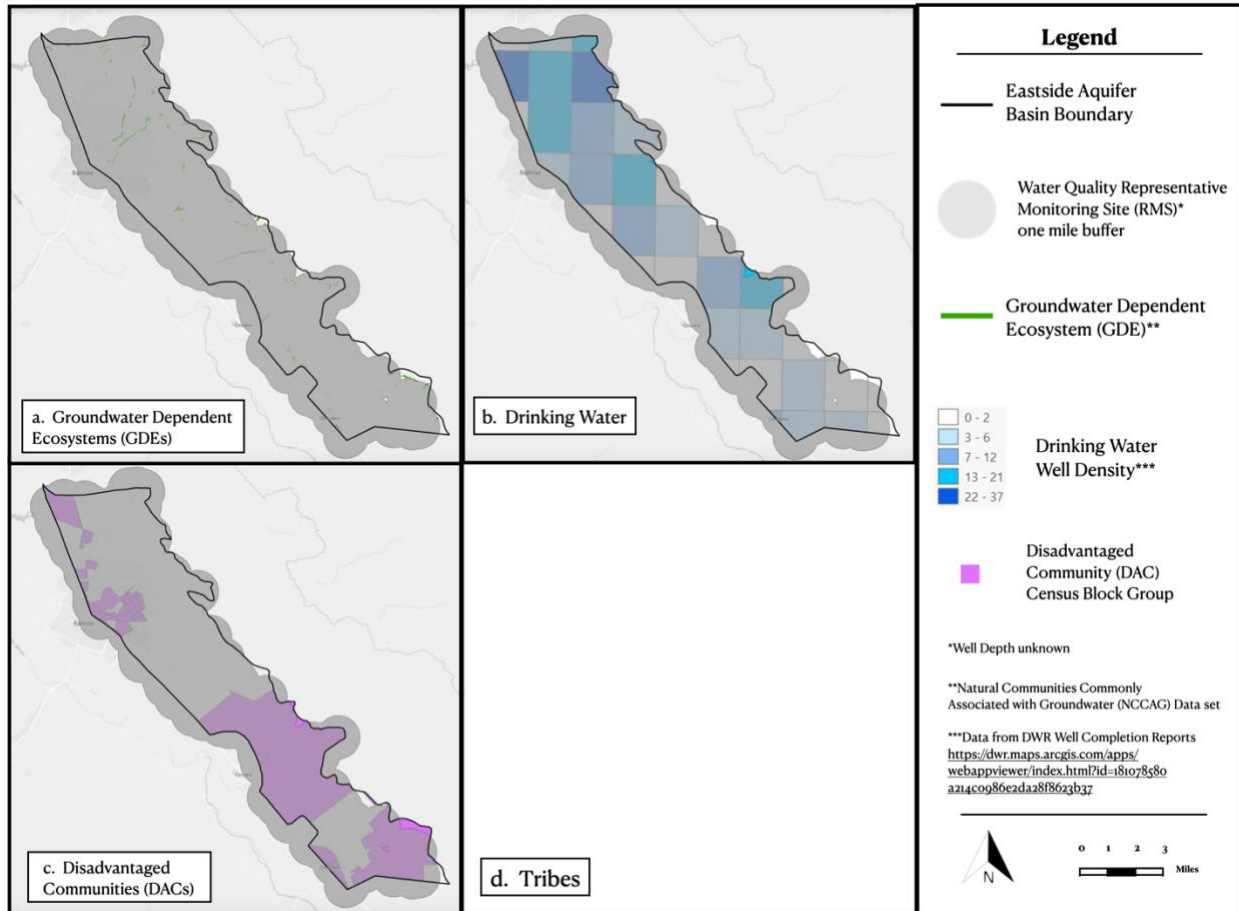 a. Groundwater Dependent
Ecosystems (GDEs)
b. Drinking Water
Salinas
c. Disadvantaged
Communities (DACs)
d. Tribes
Legend
Eastside Aquifer
Basin Boundary
Water Quality Representative
Monitoring Site (RMS)*
one mile buffer
Groundwater Dependent
Ecosystem (GDE)**
0 - 2
3 - 6
7 - 12
13 - 21
22 - 37
Drinking Water
Well Density***
Disadvantaged
Community (DAC)
Census Block Group
*Well Depth unknown
**Natural Communities Commonly
Associated with Groundwater (NCCAG) Data set
***Data from DWR Well Completion Reports
https://dwr.maps.arcgis.com/apps/
webappviewer/index.html?id=181078580
a214c0986e2da28f8623b37
N
0 1 2 3
Miles